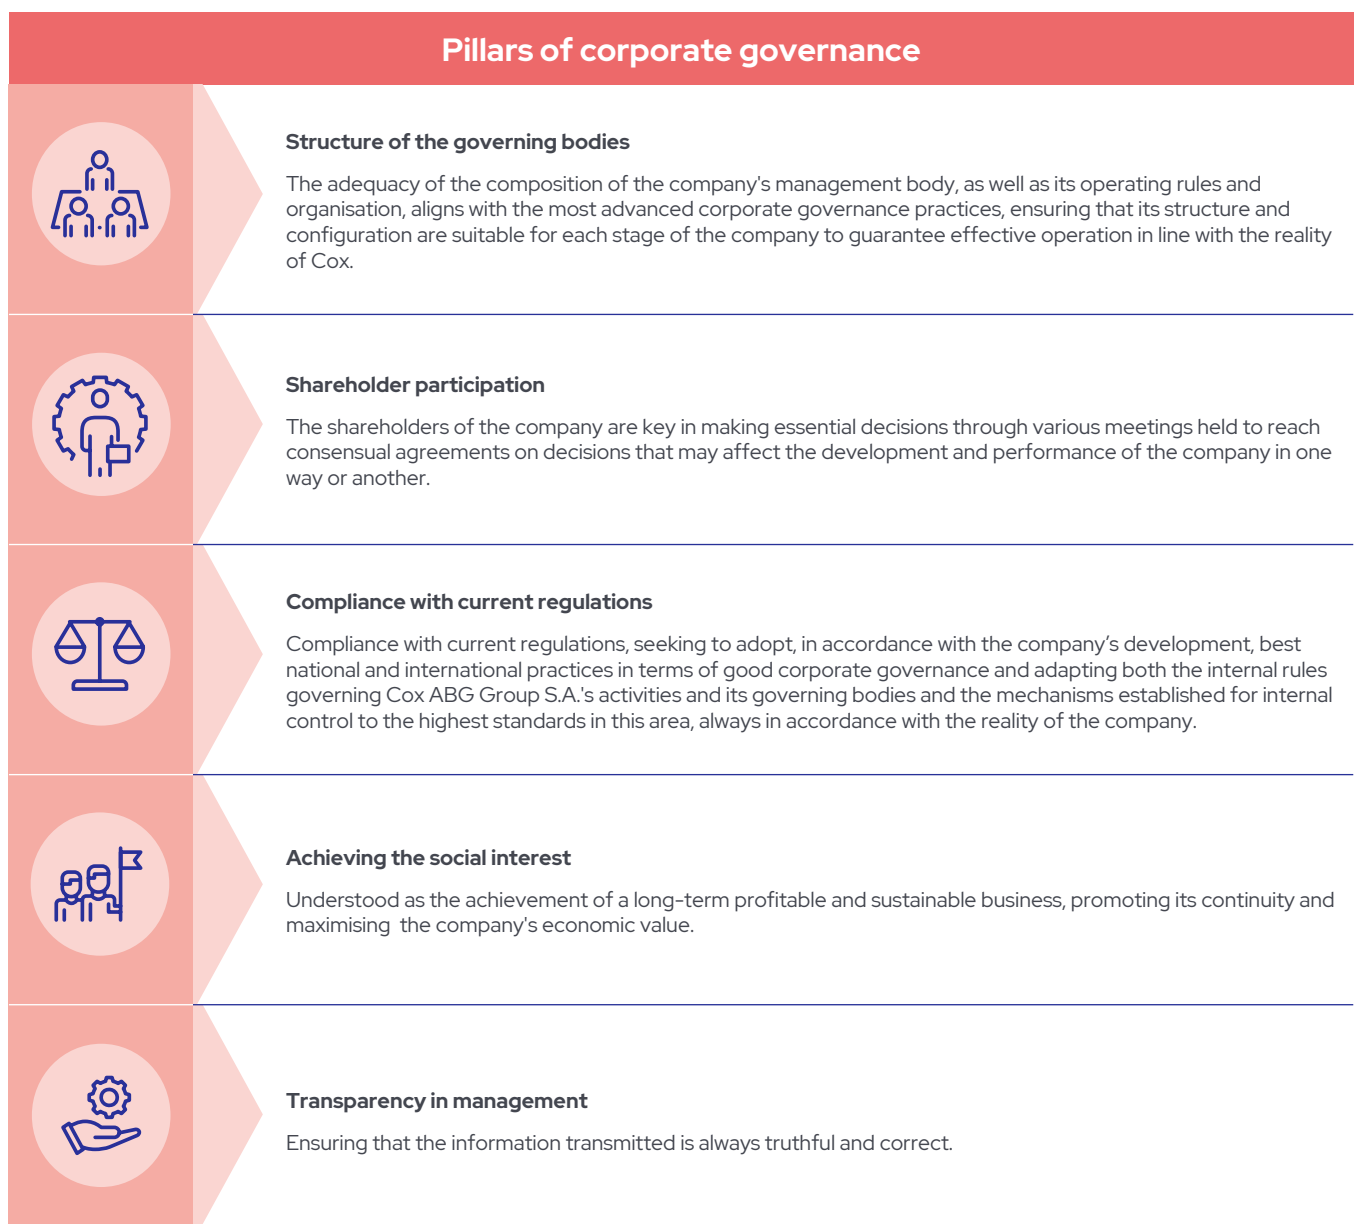 Pillars of corporate governance
Structure of the governing bodies
The adequacy of the composition of the company's management body, as well as its operating rules and
organisation, aligns with the most advanced corporate governance practices, ensuring that its structure and
configuration are suitable for each stage of the company to guarantee effective operation in line with the reality
of Cox.
Shareholder participation
The shareholders of the company are key in making essential decisions through various meetings held to reach
consensual agreements on decisions that may affect the development and performance of the company in one
way or another.
Compliance with current regulations
Compliance with current regulations, seeking to adopt, in accordance with the company’s development, best
national and international practices in terms of good corporate governance and adapting both the internal rules
governing Cox ABG Group S.A.'s activities and its governing bodies and the mechanisms established for internal
control to the highest standards in this area, always in accordance with the reality of the company.
Achieving the social interest
Understood as the achievement of a long-term profitable and sustainable business, promoting its continuity and
maximising  the company's economic value.
Transparency in management
Ensuring that the information transmitted is always truthful and correct.